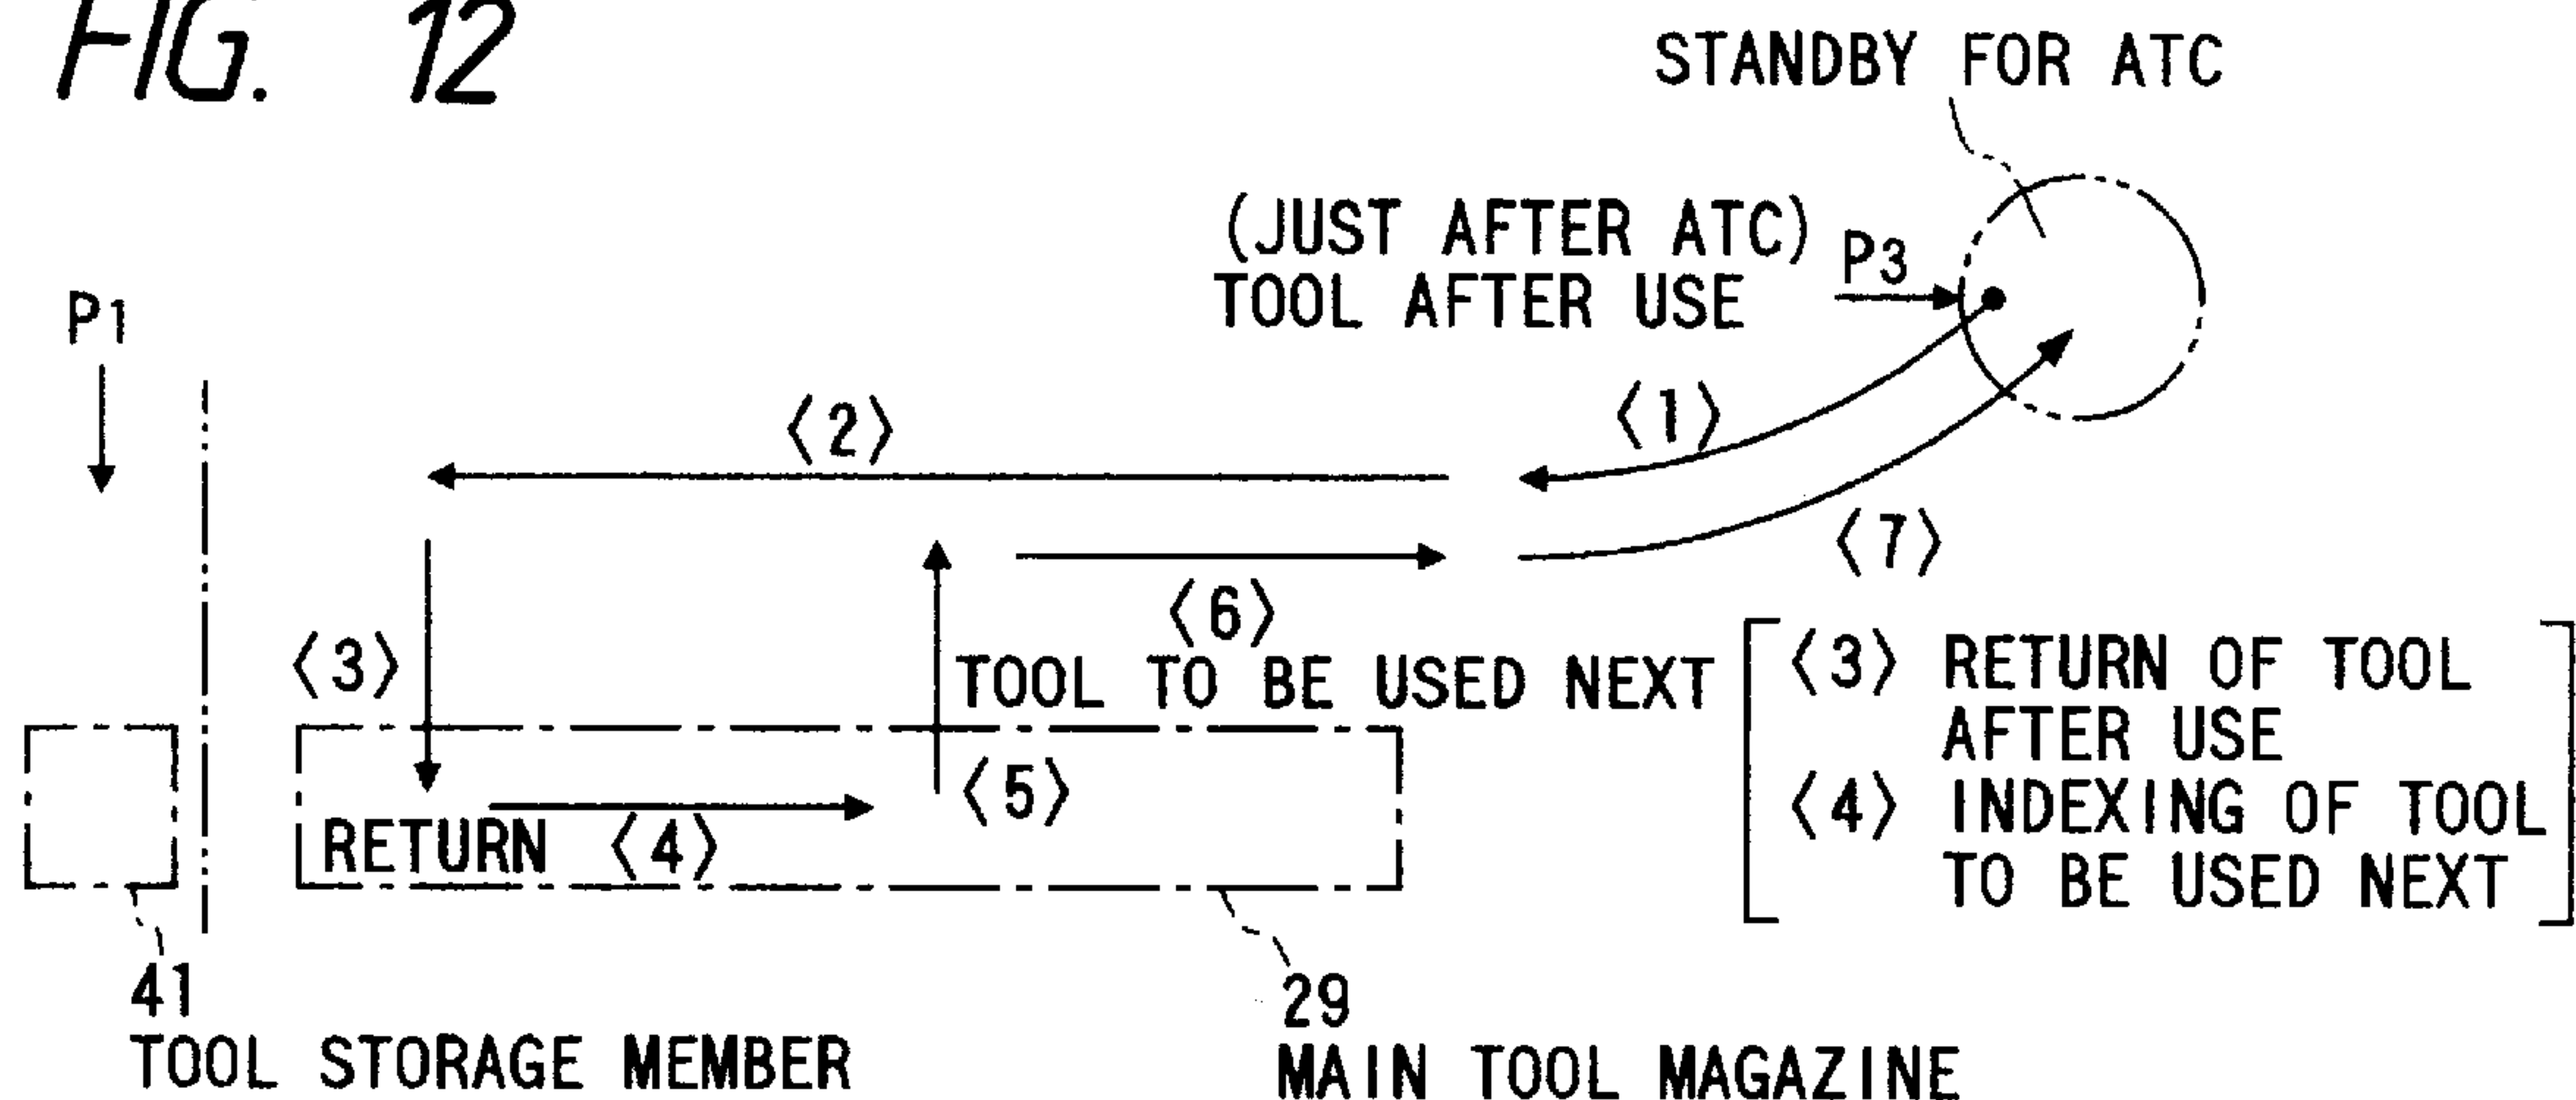 FIG. 12
STANDBY FOR ATC
(JUST AFTER ATC)
TOOL AFTER USE
P3
P1
⟨1⟩
⟨2⟩
⟨7⟩
⟨6⟩
⟨3⟩
TOOL TO BE USED NEXT
⟨5⟩
RETURN
⟨4⟩
⟨3⟩ RETURN OF TOOL
AFTER USE
⟨4⟩ INDEXING OF TOOL
TO BE USED NEXT
41
TOOL STORAGE MEMBER
29
MAIN TOOL MAGAZINE